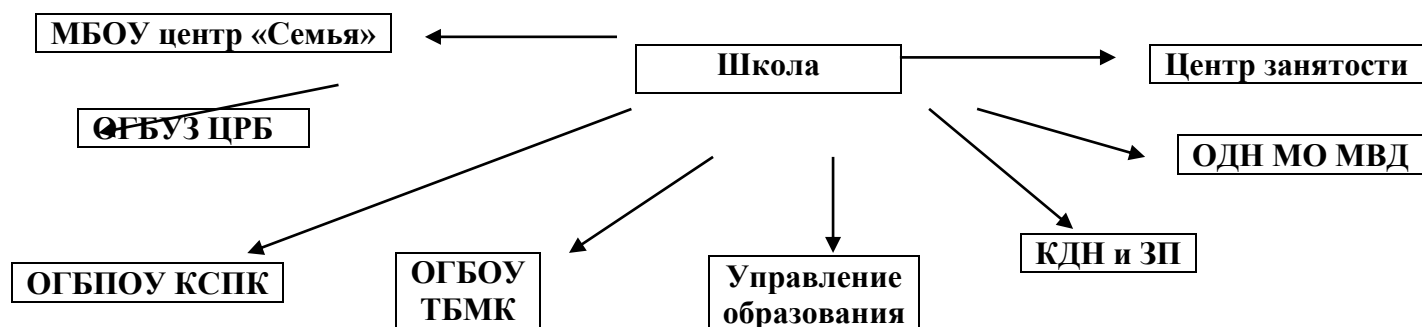 МБОУ центр «Семья»
Школа
Центр занятости
ОГБУЗ ЦРБ
ОДН МО МВД
КДН и ЗП
ОГБПОУ КСПК
ОГБОУ
ТБМК
Управление
образования